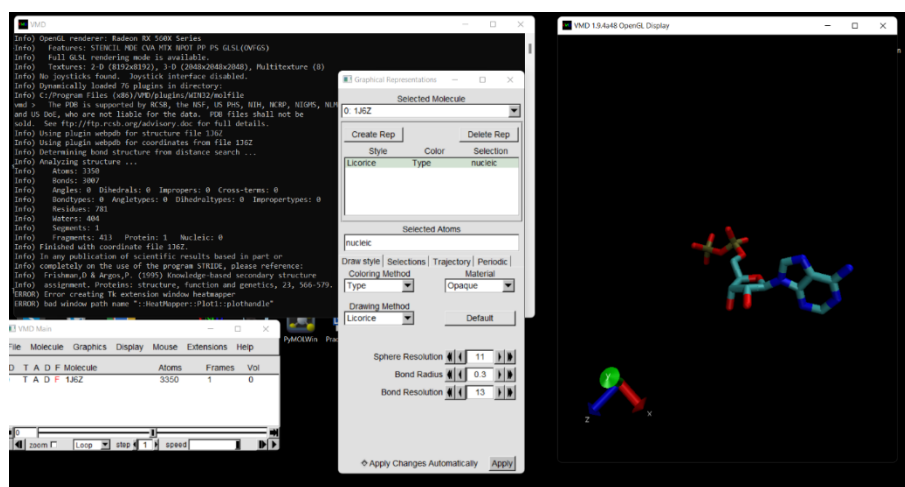 VMD
Info) OpenGL renderer: Radeon RX 560X Series
Info)   Features: STENCIL MDE CVA MTX NPOT PP PS GLSL(OVFGS)
Info)   Full GLSL rendering mode is available.
Info)   Textures: 2-D (8192x8192), 3-D (2048x2048x2048), Multitexture (8)
Info) No joysticks found.  Joystick interface disabled.
Info) Dynamically loaded 76 plugins in directory:
Info) C:/Program Files (x86)/VMD/plugins/WIN32/molfile
vmd >  The PDB is supported by RCSB, the NSF, US PHS, NIH, NCRP, NIGMS, NLM
and US DoE, who are not liable for the data.  PDB files shall not be
sold.  See ftp://ftp.rcsb.org/advisory.doc for full details.
Info) Using plugin webpdb for structure file 1J6Z
Info) Using plugin webpdb for coordinates from file 1J6Z
Info) Determining bond structure from distance search ...
Info) Analyzing structure ...
Info)    Atoms: 3350
Info)    Bonds: 3007
Info)    Angles: 0  Dihedrals: 0  Impropers: 0  Cross-terms: 0
Info)    Bondtypes: 0  Angletypes: 0  Dihedraltypes: 0  Impropertypes: 0
Info)    Residues: 781
Info)    Waters: 404
Info)    Segments: 1
Info)    Fragments: 413   Protein: 1   Nucleic: 0
Info) Finished with coordinate file 1J6Z.
Info) In any publication of scientific results based in part or
Info) completely on the use of the program STRIDE, please reference:
Info)  Frishman,D & Argos,P. (1995) Knowledge-based secondary structure
Info)  assignment. Proteins: structure, function and genetics, 23, 566-579.
ERROR) Error creating Tk extension window heatmapper
ERROR) bad window path name "::HeatMapper::Plot1::plothandle"
PyMOLWin
VMD Main
File Molecule Graphics Display Mouse Extensions Help
D T A D F Molecule Atoms Frames Vol
T A D F 1J6Z 3350 1 0
0
zoom Loop step 1 speed
Graphical Representations
Selected Molecule
0: 1J6Z
Create Rep Delete Rep
Style Color Selection
Licorice Type nucleic
Selected Atoms
nucleic
Draw style Selections Trajectory Periodic
Coloring Method Material
Type Opaque
Drawing Method
Licorice Default
Sphere Resolution 11
Bond Radius 0.3
Bond Resolution 13
Apply Changes Automatically Apply
VMD 1.9.4a48 OpenGL Display
Y
Z X